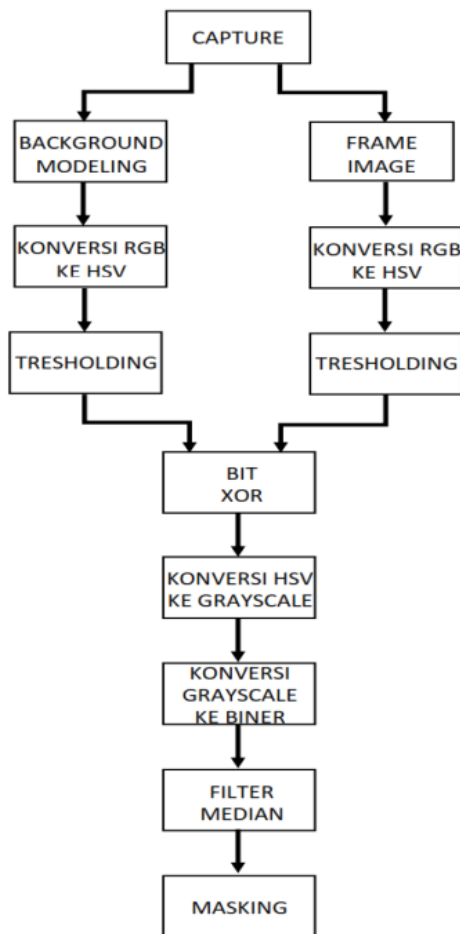 CAPTURE
BACKGROUND
MODELING
FRAME
IMAGE
KONVERSI RGB
KE HSV
KONVERSI RGB
KE HSV
TRESHOLDING
TRESHOLDING
BIT
XOR
KONVERSI HSV
KE GRAYSCALE
KONVERSI
GRAYSCALE
KE BINER
FILTER
MEDIAN
MASKING